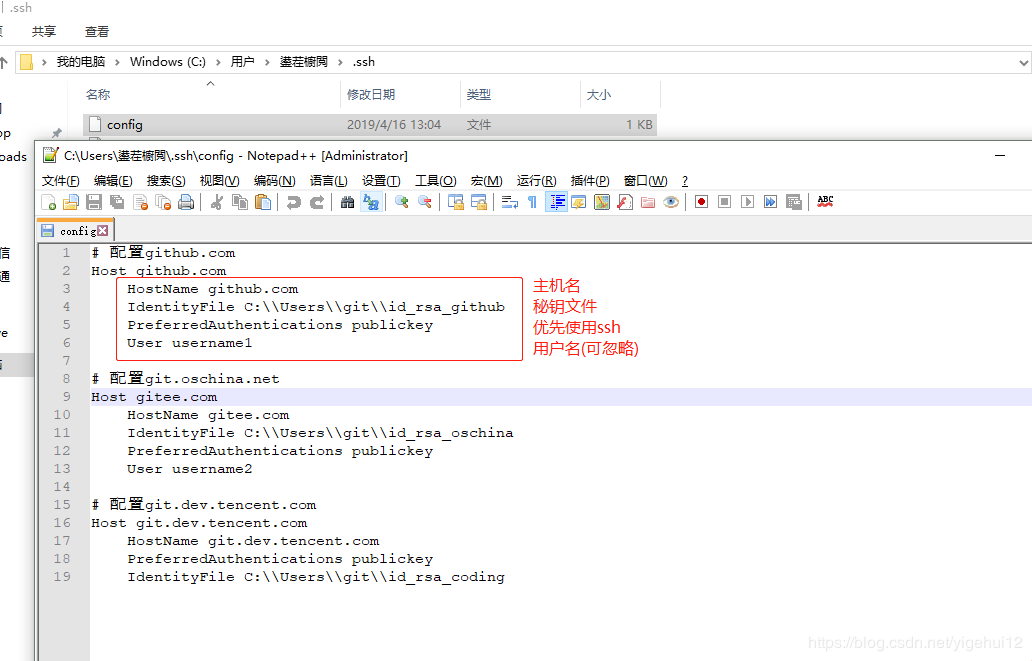 .ssh
共享 查看
我的电脑 › Windows (C:) › 用户 › 鎏茬櫥閲 › .ssh
名称 修改日期 类型 大小
config 2019/4/16 13:04 文件 1 KB
op
oads
C:\Users\鎏茬櫥閲\.ssh\config - Notepad++ [Administrator]
文件(F) 编辑(E) 搜索(S) 视图(V) 编码(N) 语言(L) 设置(T) 工具(O) 宏(M) 运行(R) 插件(P) 窗口(W) ?
ABC
config
信
通
1 # 配置github.com
2 Host github.com
3 HostName github.com 主机名
4 IdentityFile C:\\Users\\git\\id_rsa_github 秘钥文件
5 PreferredAuthentications publickey 优先使用ssh
6 User username1 用户名(可忽略)
7
8 # 配置git.oschina.net
9 Host gitee.com
10 HostName gitee.com
11 IdentityFile C:\\Users\\git\\id_rsa_oschina
12 PreferredAuthentications publickey
13 User username2
14
15 # 配置git.dev.tencent.com
16 Host git.dev.tencent.com
17 HostName git.dev.tencent.com
18 PreferredAuthentications publickey
19 IdentityFile C:\\Users\\git\\id_rsa_coding
https://blog.csdn.net/yigehui12